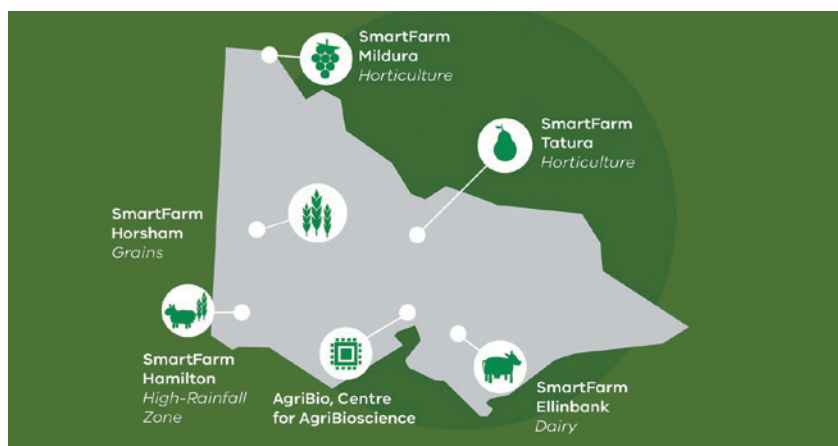 SmartFarm
Mildura
Horticulture
SmartFarm
Tatura
Horticulture
SmartFarm
Horsham
Grains
SmartFarm
Hamilton
High-Rainfall
Zone
AgriBio, Centre
for AgriBioscience
SmartFarm
Ellinbank
Dairy